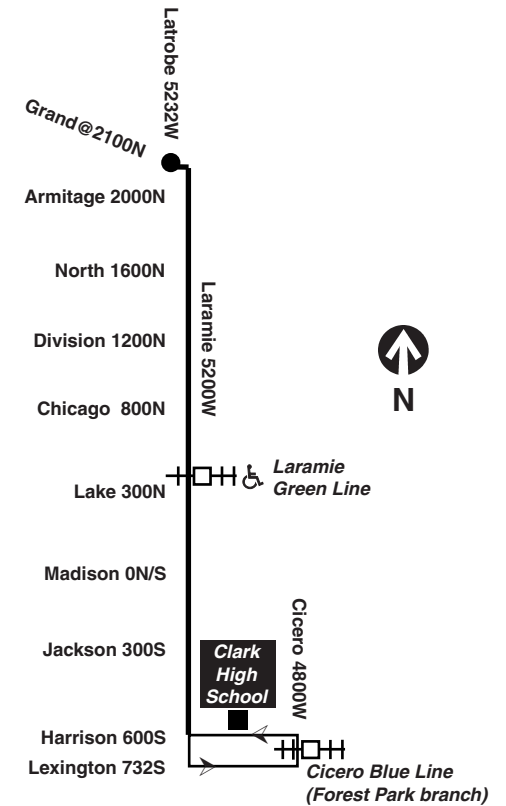 Latrobe 5232W
Grand@2100N
Armitage 2000N
North 1600N
Laramie 5200W
Division 1200N
Chicago 800N
N
Laramie
Green Line
Lake 300N
Madison 0N/S
Cicero 4800W
Jackson 300S
Clark
High
School
Harrison 600S
Lexington 732S
Cicero Blue Line
(Forest Park branch)